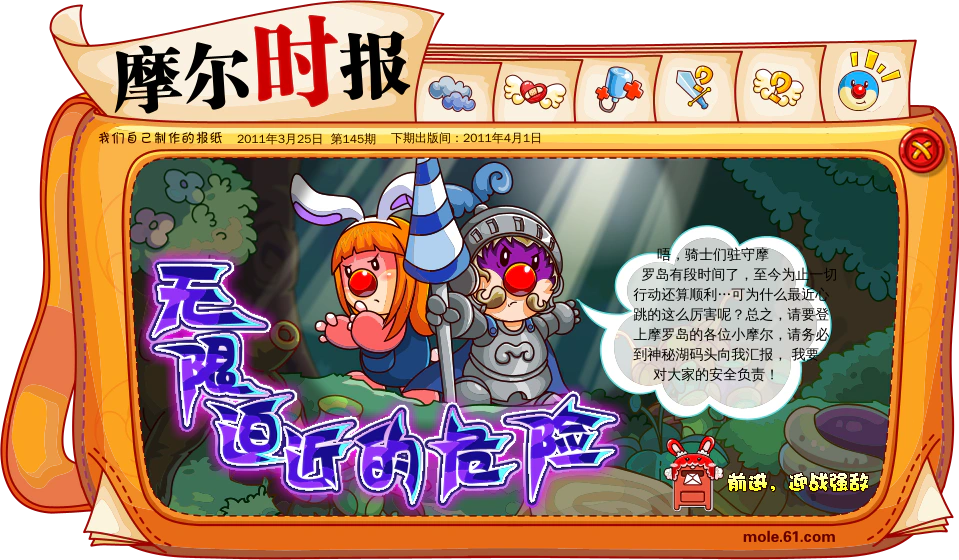 摩尔时报
我们自己制作的报纸 2011年3月25日 第145期 下期出版间：2011年4月1日
唔，骑士们驻守摩
罗岛有段时间了，至今为止一切
行动还算顺利…可为什么最近心
跳的这么厉害呢？总之，请要登
上摩罗岛的各位小摩尔，请务必
到神秘湖码头向我汇报， 我要
对大家的安全负责！
无限迫近的危险
前进，迎战强敌
mole.61.com